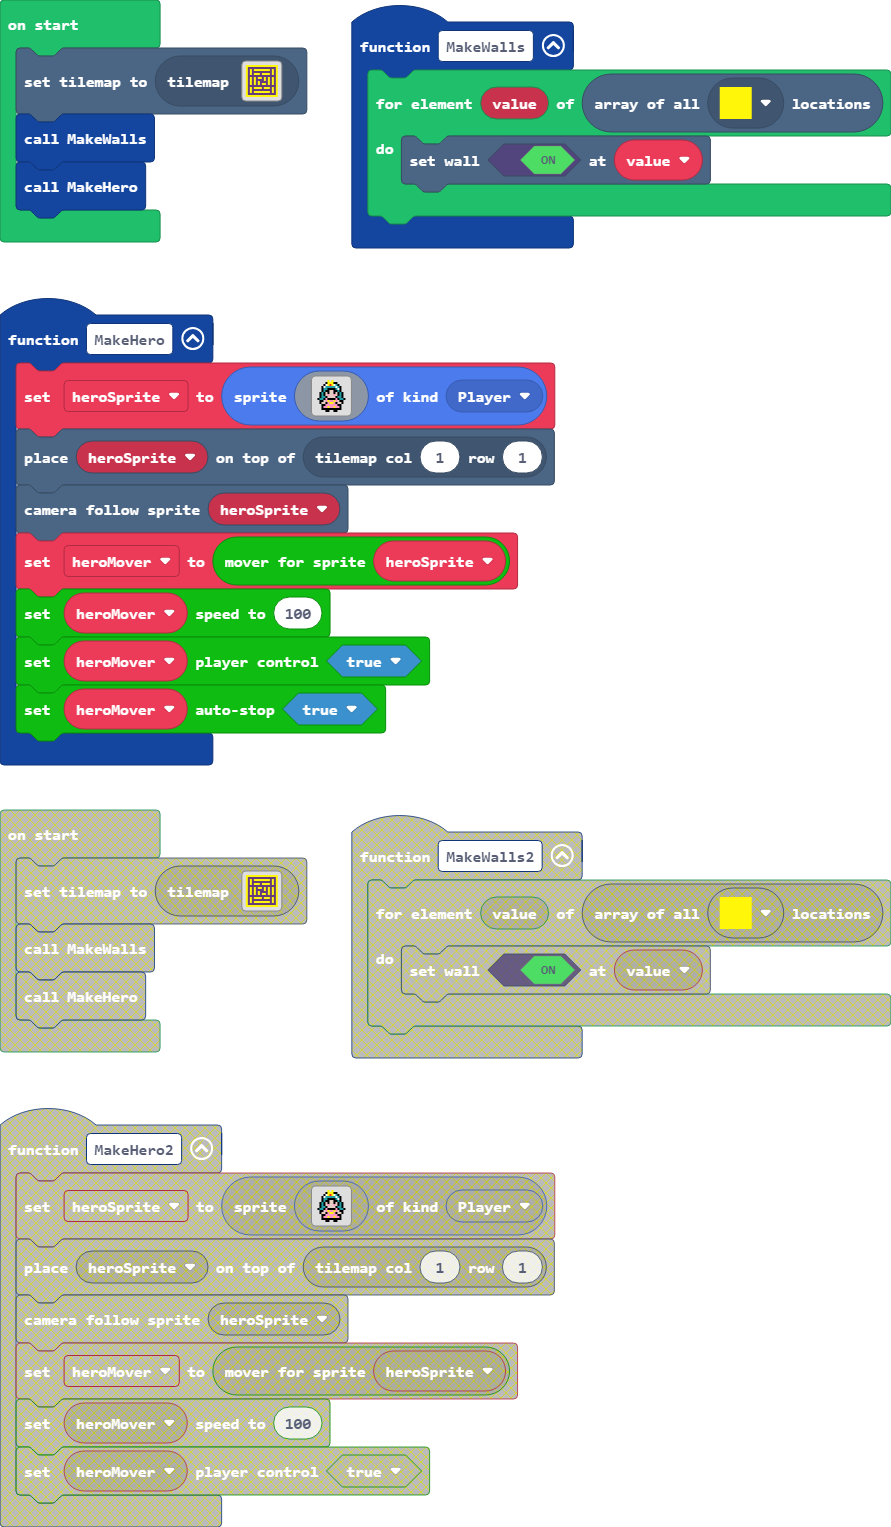 on start
set tilemap to tilemap
call MakeWalls
call MakeHero
function MakeWalls
for element value of array of all locations
do
set wall ON at value
function MakeHero
set heroSprite to sprite of kind Player
place heroSprite on top of tilemap col 1 row 1
camera follow sprite heroSprite
set heroMover to mover for sprite heroSprite
set heroMover speed to 100
set heroMover player control true
set heroMover auto-stop true
on start
set tilemap to tilemap
call MakeWalls
call MakeHero
function MakeWalls2
for element value of array of all locations
do
set wall ON at value
function MakeHero2
set heroSprite to sprite of kind Player
place heroSprite on top of tilemap col 1 row 1
camera follow sprite heroSprite
set heroMover to mover for sprite heroSprite
set heroMover speed to 100
set heroMover player control true